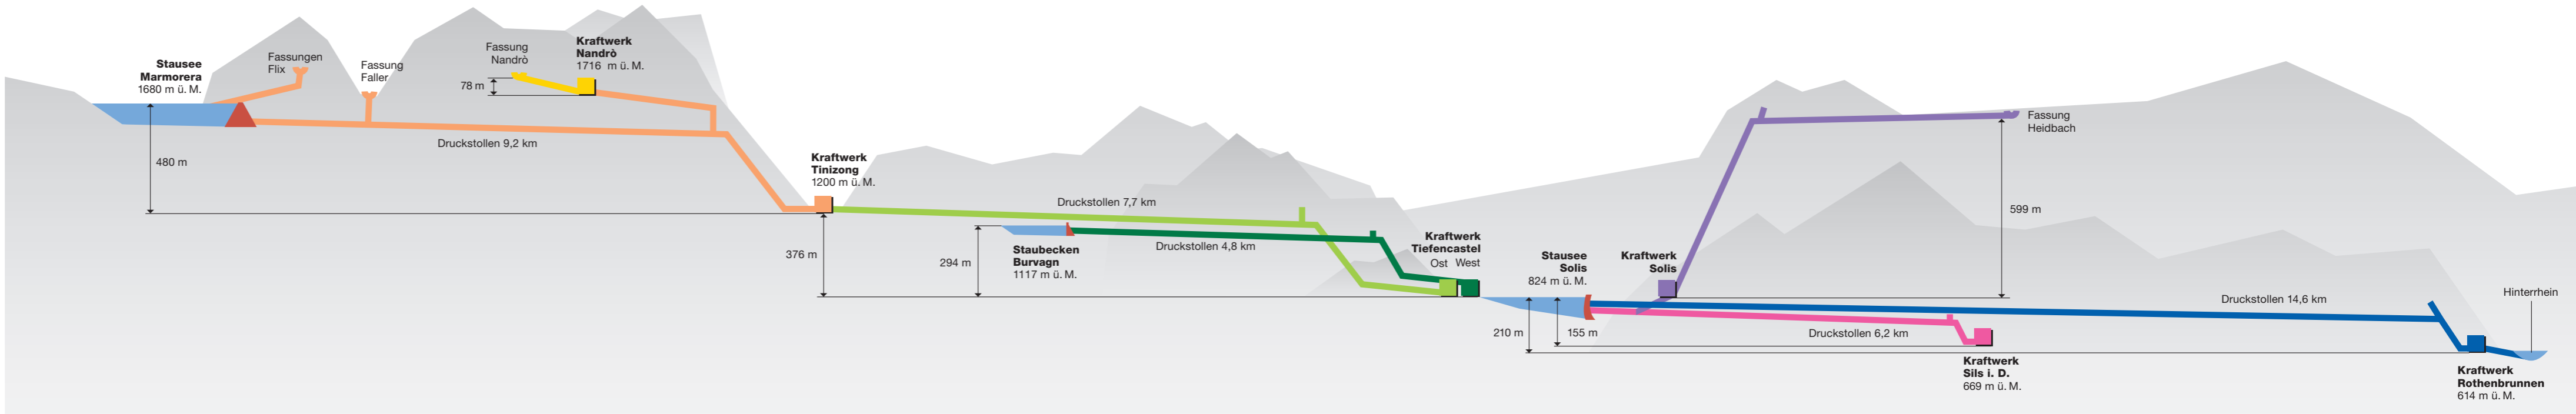 Stausee
Marmorera
1680 m ü. M.
480 m
Fassungen
Flix
Fassung
Faller
Druckstollen 9,2 km
Fassung
Nandrò
78 m
Kraftwerk
Nandrò
1716 m ü. M.
Kraftwerk
Tinizong
1200 m ü. M.
376 m
Druckstollen 7,7 km
294 m
Staubecken
Burvagn
1117 m ü. M.
Druckstollen 4,8 km
Kraftwerk
Tiefencastel
Ost West
Stausee
Solis
824 m ü. M.
210 m
155 m
Kraftwerk
Solis
Fassung
Heidbach
599 m
Druckstollen 6,2 km
Kraftwerk
Sils i. D.
669 m ü. M.
Druckstollen 14,6 km
Hinterrhein
Kraftwerk
Rothenbrunnen
614 m ü. M.